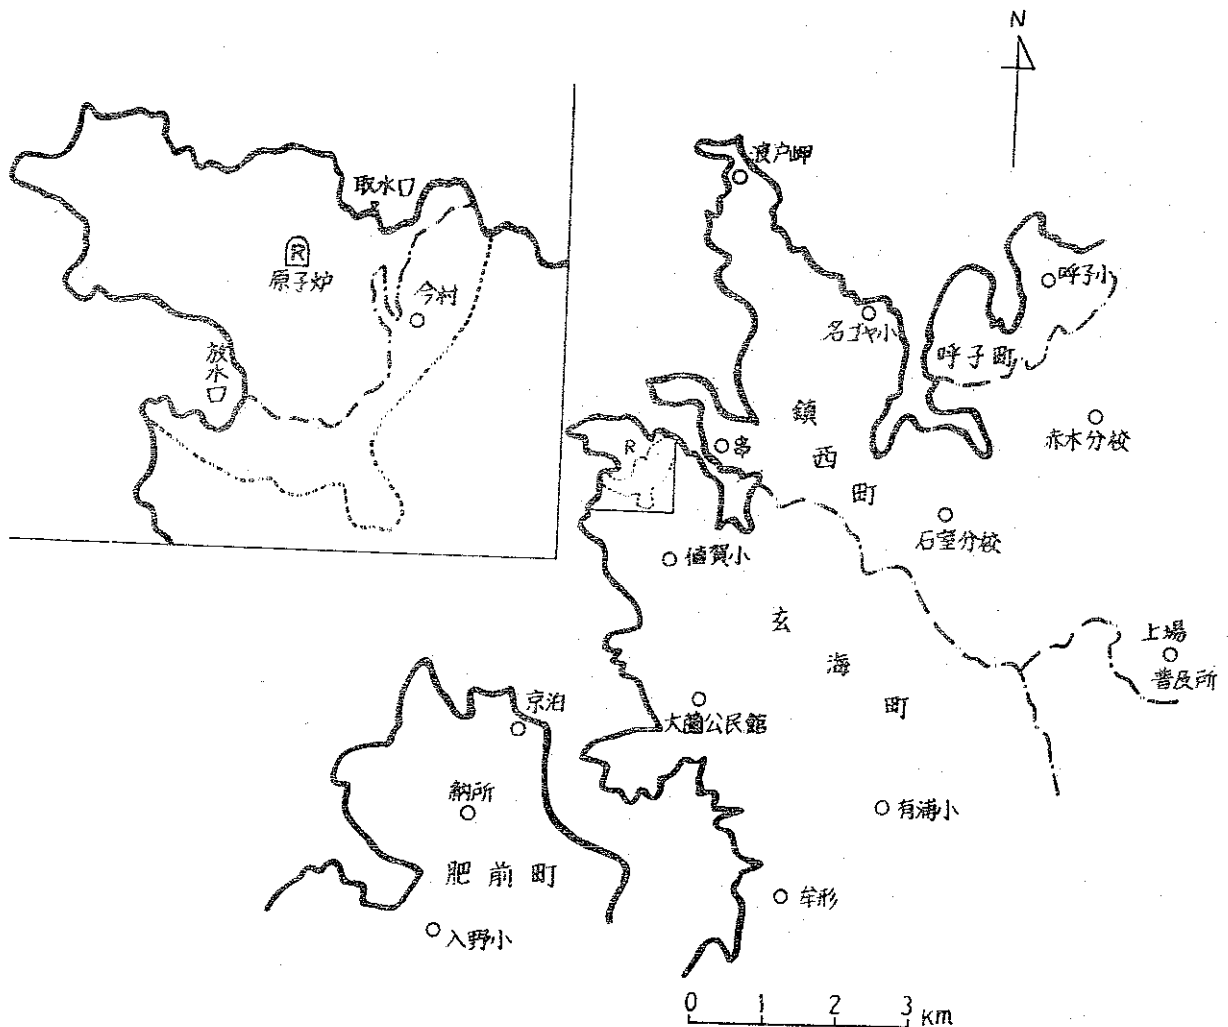 N
取水口
R
原子炉
今村
放水口
波戸岬
呼子小
名ゴヤ小
呼子町
鎮西町
赤木分校
R
串
石室分校
値賀小
玄海町
上場
普及所
京泊
大薗公民館
納所
有浦小
肥前町
牟形
入野小
0 1 2 3 km